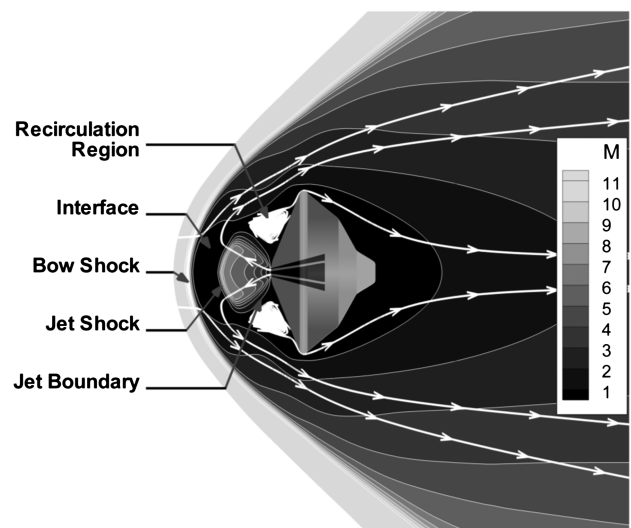 Recirculation
Region
Interface
Bow Shock
Jet Shock
Jet Boundary
M
11
10
9
8
7
6
5
4
3
2
1